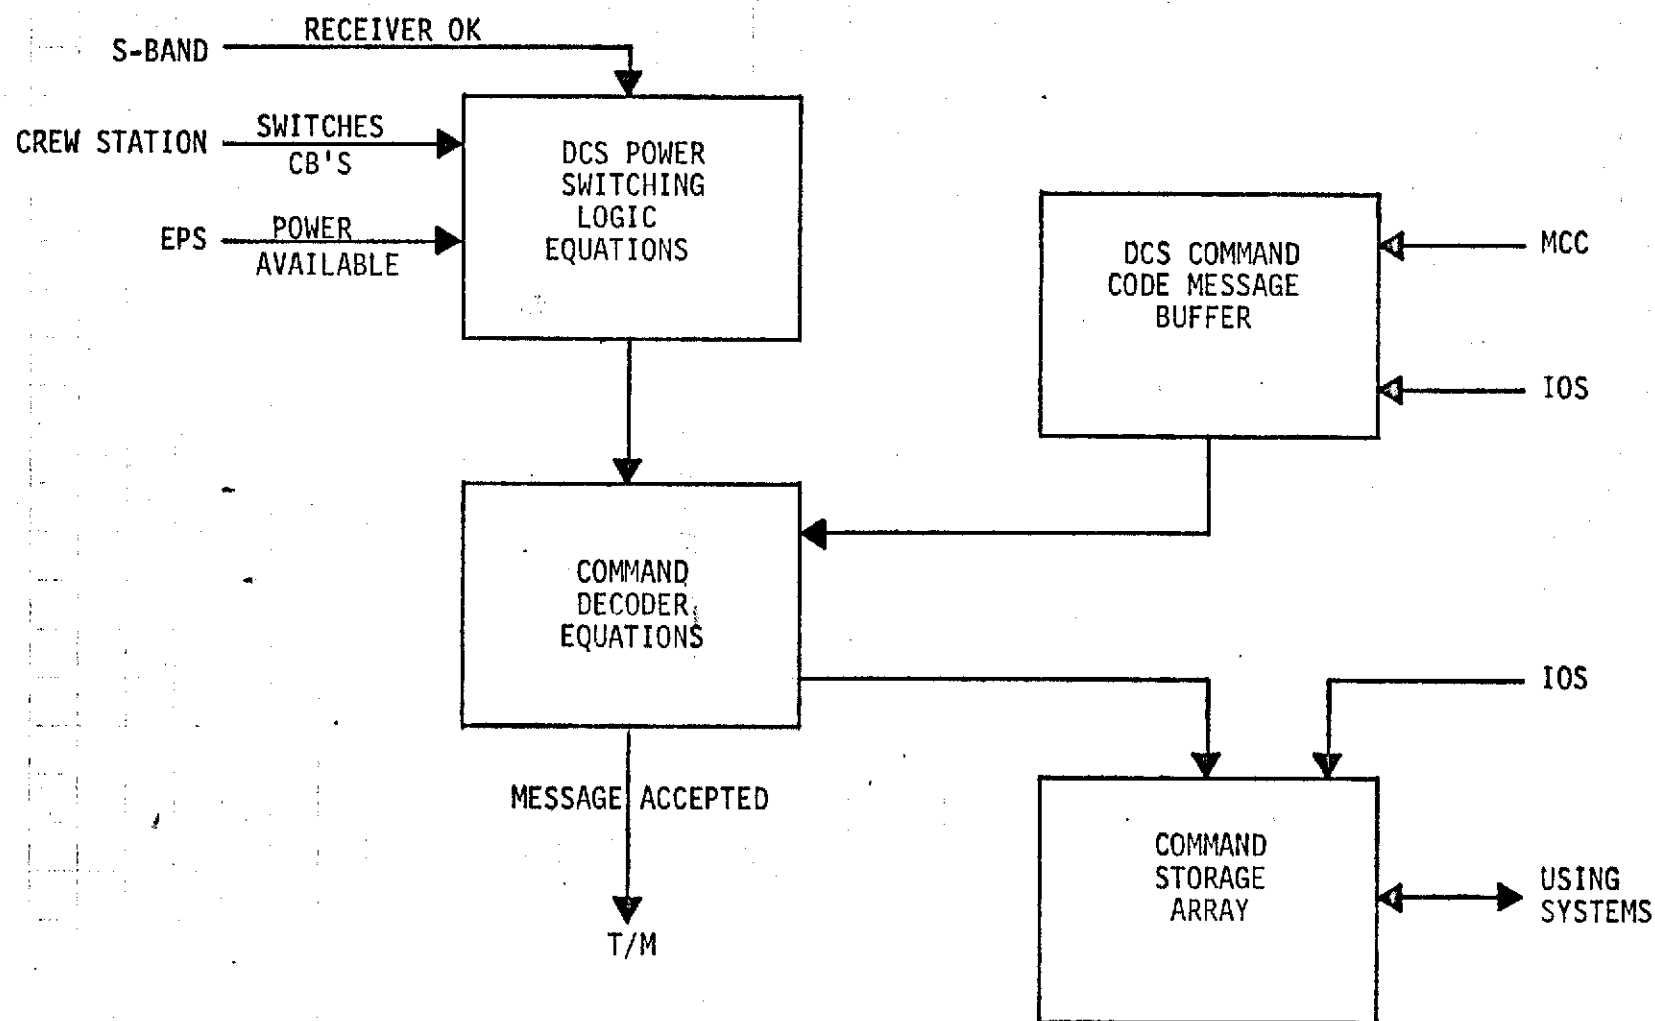 RECEIVER OK
S-BAND
CREW STATION
SWITCHES
CB'S
EPS
POWER
AVAILABLE
DCS POWER
SWITCHING
LOGIC
EQUATIONS
DCS COMMAND
CODE MESSAGE
BUFFER
MCC
IOS
COMMAND
DECODER
EQUATIONS
IOS
MESSAGE ACCEPTED
T/M
COMMAND
STORAGE
ARRAY
USING
SYSTEMS